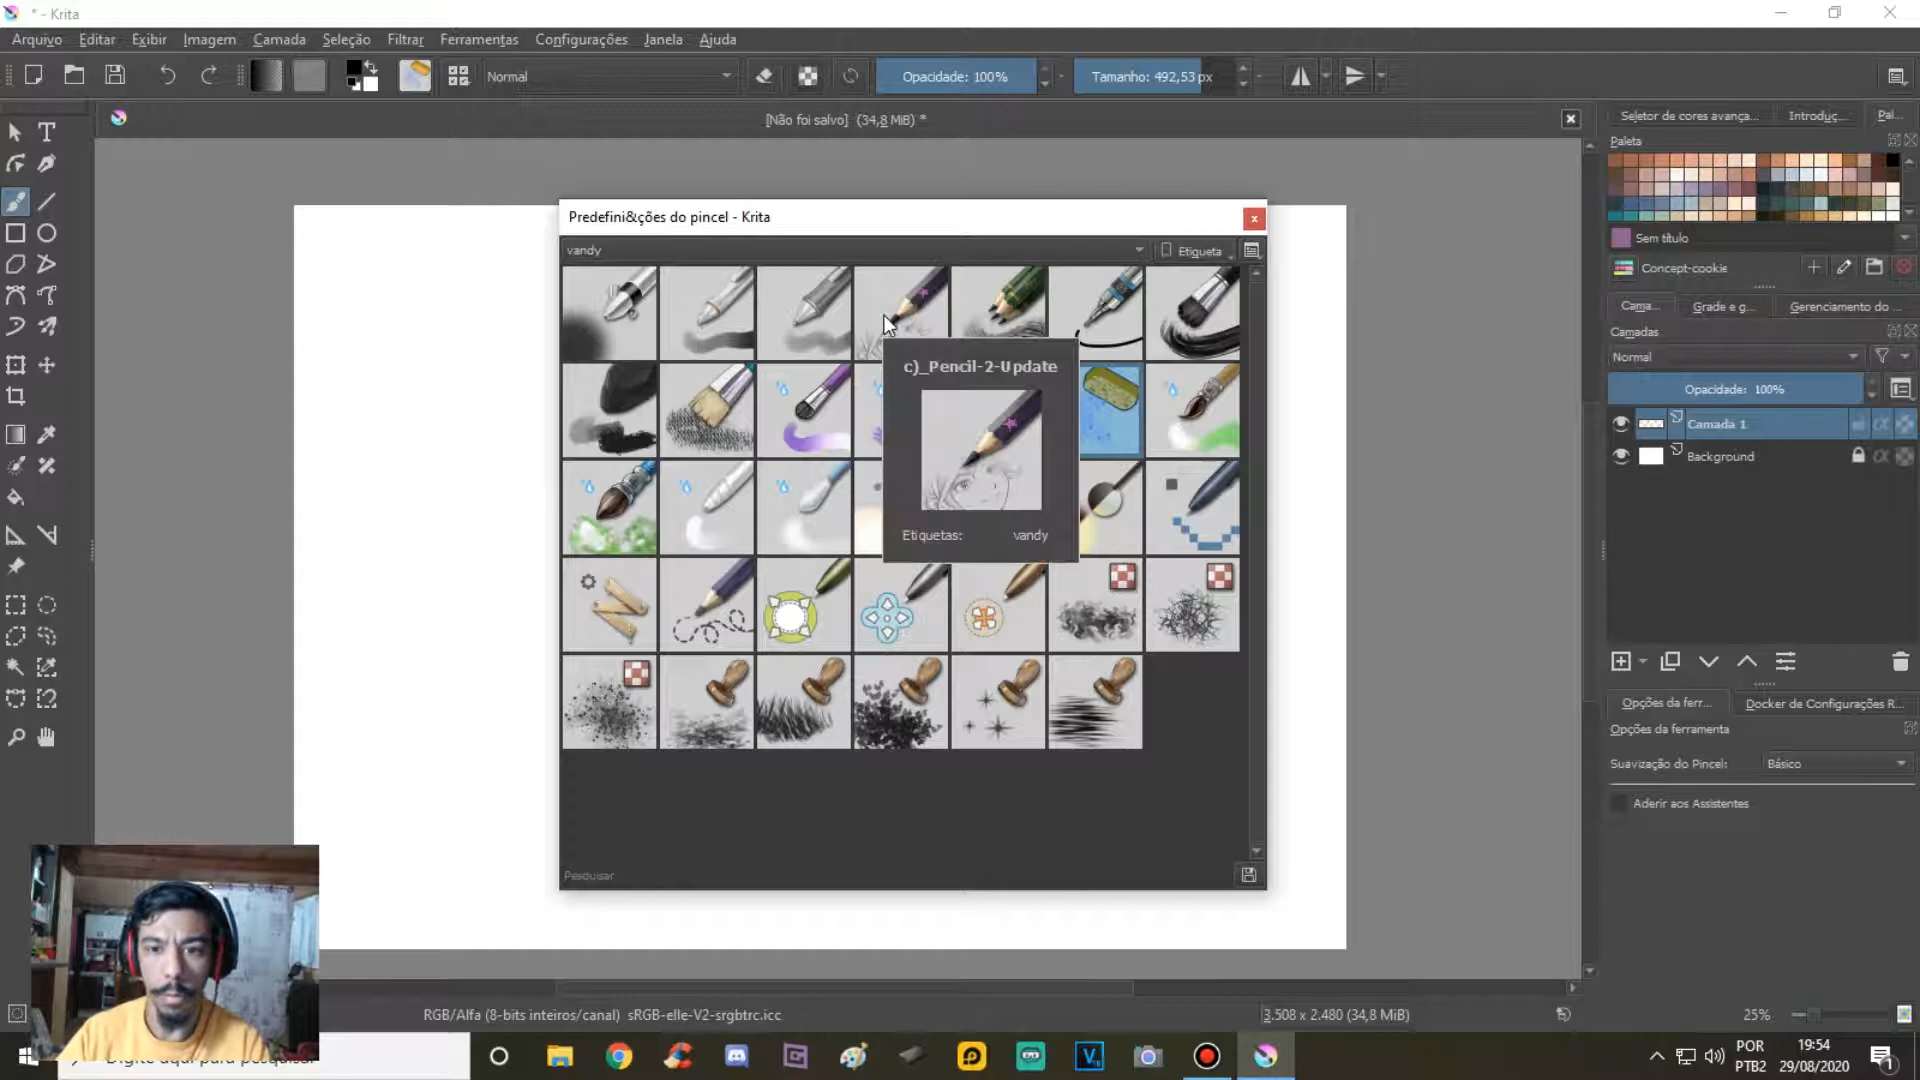 * - Krita
Arquivo Editar Exibir Imagem Camada Seleção Filtrar Ferramentas Configurações Janela Ajuda
Normal
Opacidade: 100%
Tamanho: 492,53 px
[Não foi salvo] (34,8 MiB) *
Seletor de cores avança... Introduç... Pal...
Paleta
Sem título
Concept-cookie
Cama... Grade e g... Gerenciamento do ...
Camadas
Normal
Opacidade: 100%
Camada 1
Background
Opções da ferr... Docker de Configurações R...
Opções da ferramenta
Suavização do Pincel: Básico
Aderir aos Assistentes
Predefini&ções do pincel - Krita
vandy
Etiqueta
c)_Pencil-2-Update
Etiquetas: vandy
Pesquisar
RGB/Alfa (8-bits inteiros/canal) sRGB-elle-V2-srgbtrc.icc
3.508 x 2.480 (34,8 MiB)
25%
Digite aqui para pesquisar
POR
PTB2
19:54
29/08/2020
1